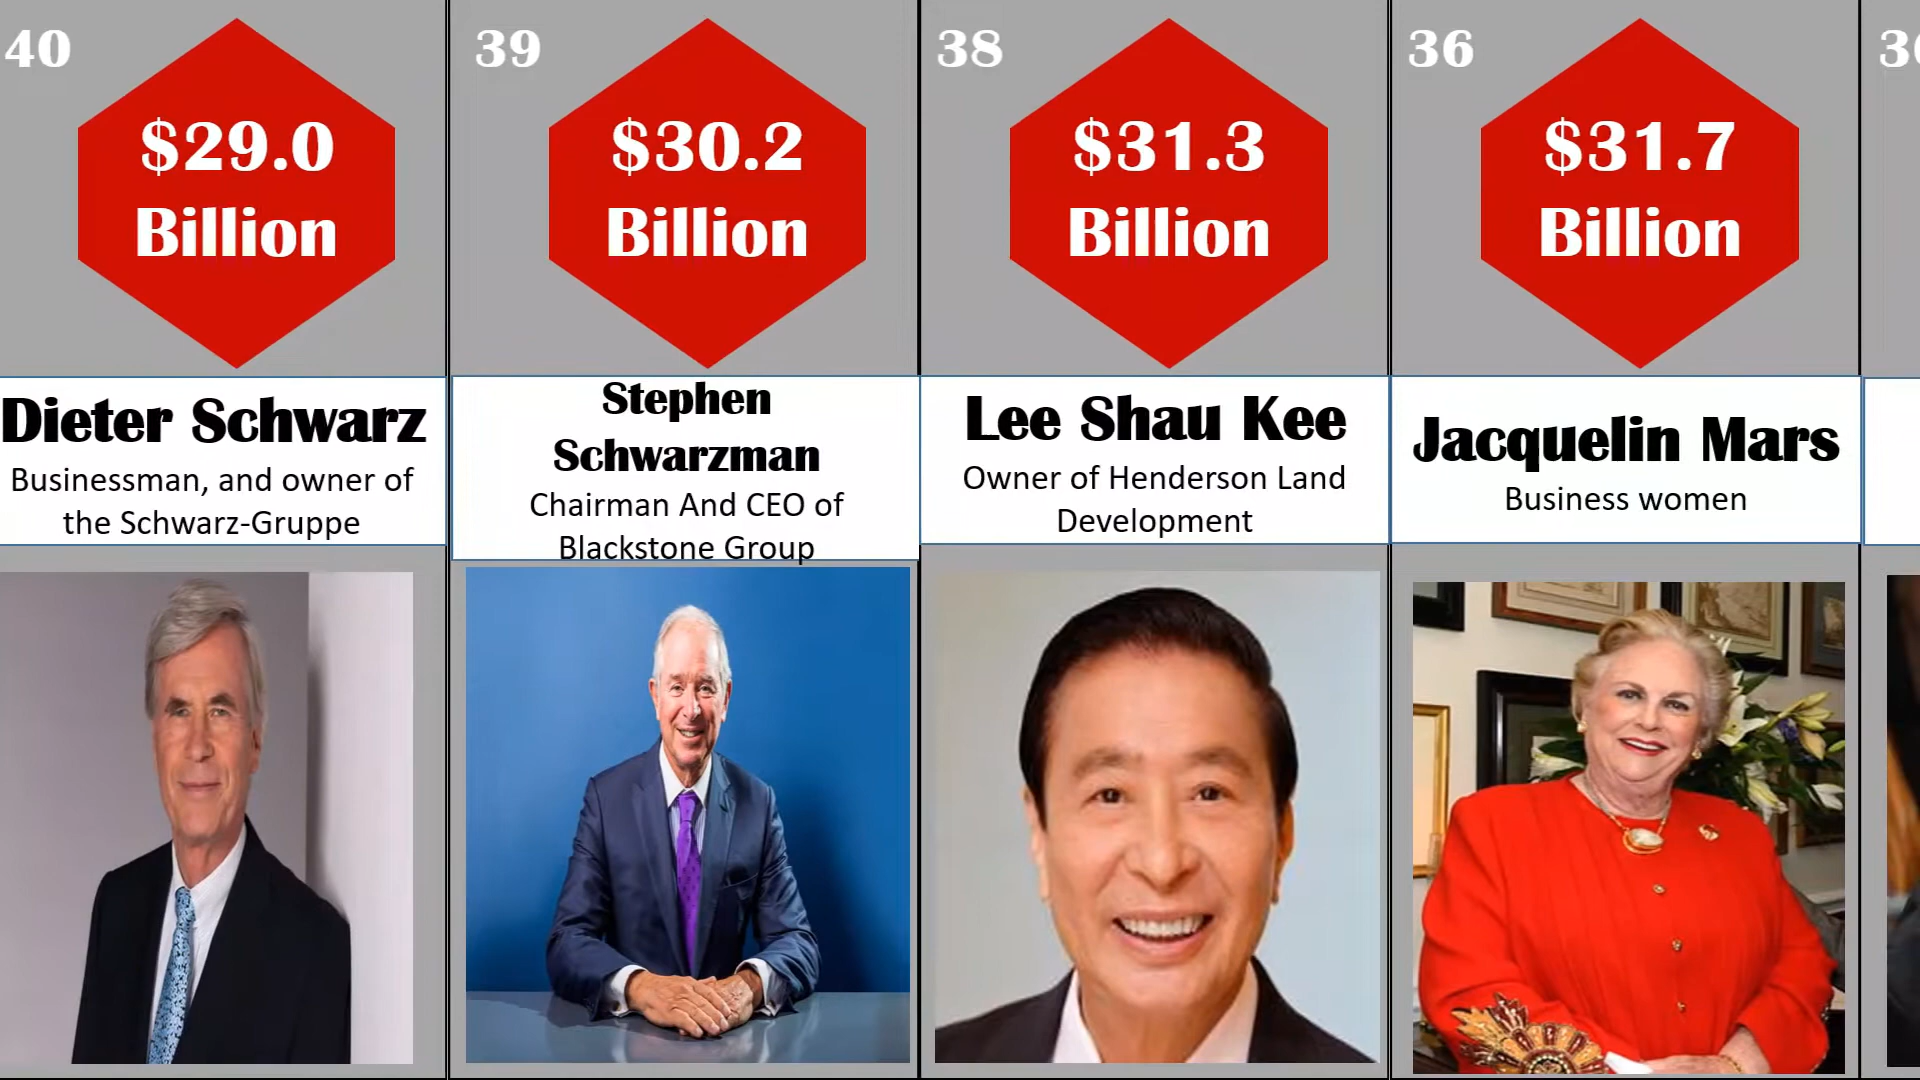 40
$29.0
Billion
Dieter Schwarz
Businessman, and owner of
the Schwarz-Gruppe
39
$30.2
Billion
Stephen
Schwarzman
Chairman And CEO of
Blackstone Group
38
$31.3
Billion
Lee Shau Kee
Owner of Henderson Land
Development
36
$31.7
Billion
Jacquelin Mars
Business women